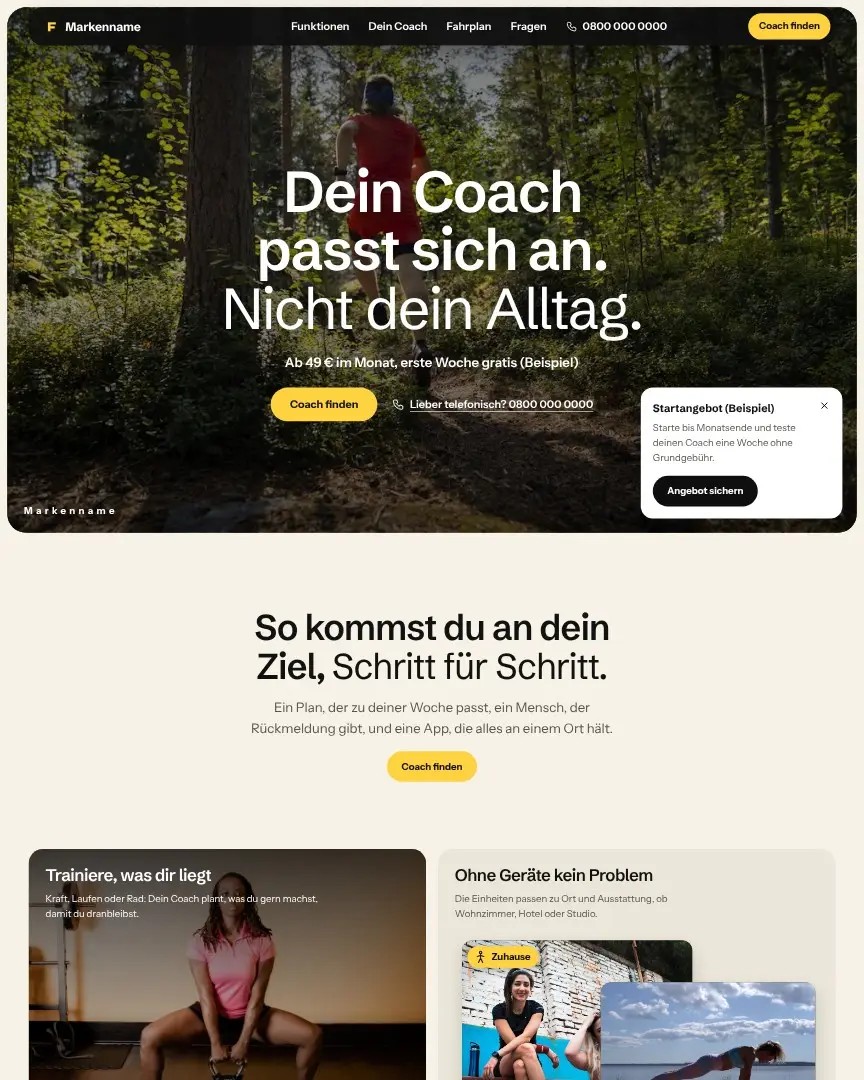 F Markenname
Funktionen Dein Coach Fahrplan Fragen 0800 000 0000
Coach finden
Dein Coach
passt sich an.
Nicht dein Alltag.
Ab 49 € im Monat, erste Woche gratis (Beispiel)
Coach finden
Lieber telefonisch? 0800 000 0000
Startangebot (Beispiel)
Starte bis Monatsende und teste
deinen Coach eine Woche ohne
Grundgebühr.
Angebot sichern
Markenname
So kommst du an dein
Ziel, Schritt für Schritt.
Ein Plan, der zu deiner Woche passt, ein Mensch, der
Rückmeldung gibt, und eine App, die alles an einem Ort hält.
Coach finden
Trainiere, was dir liegt
Kraft, Laufen oder Rad: Dein Coach plant, was du gern machst,
damit du dranbleibst.
Ohne Geräte kein Problem
Die Einheiten passen zu Ort und Ausstattung, ob
Wohnzimmer, Hotel oder Studio.
Zuhause